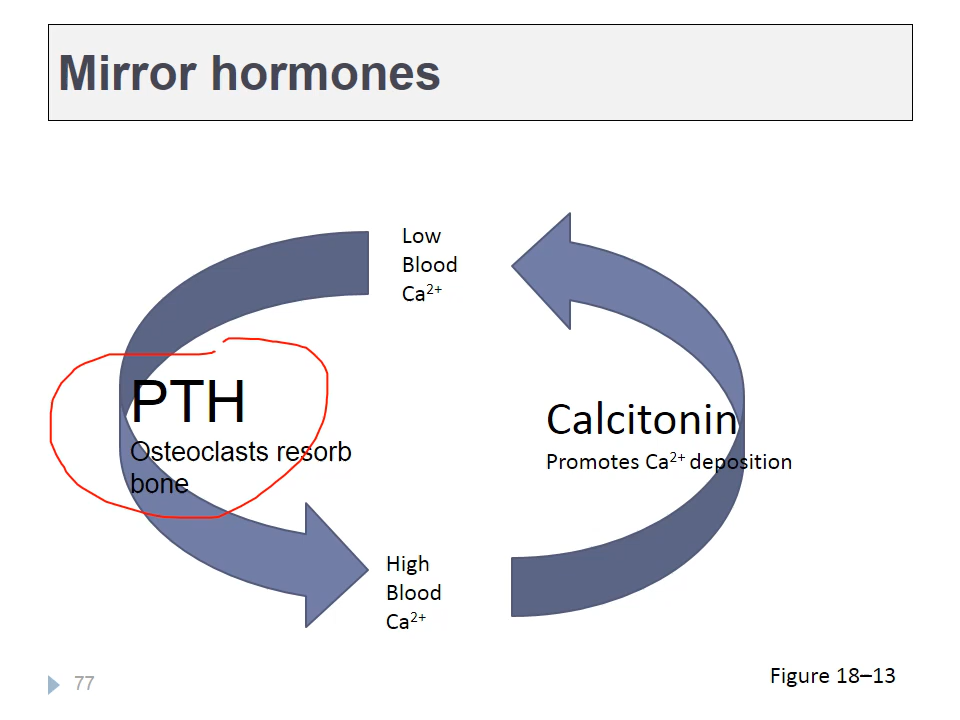 Mirror hormones
Low
Blood
Ca²⁺
PTH
Osteoclasts resorb
bone
Calcitonin
Promotes Ca²⁺ deposition
High
Blood
Ca²⁺
77
Figure 18–13